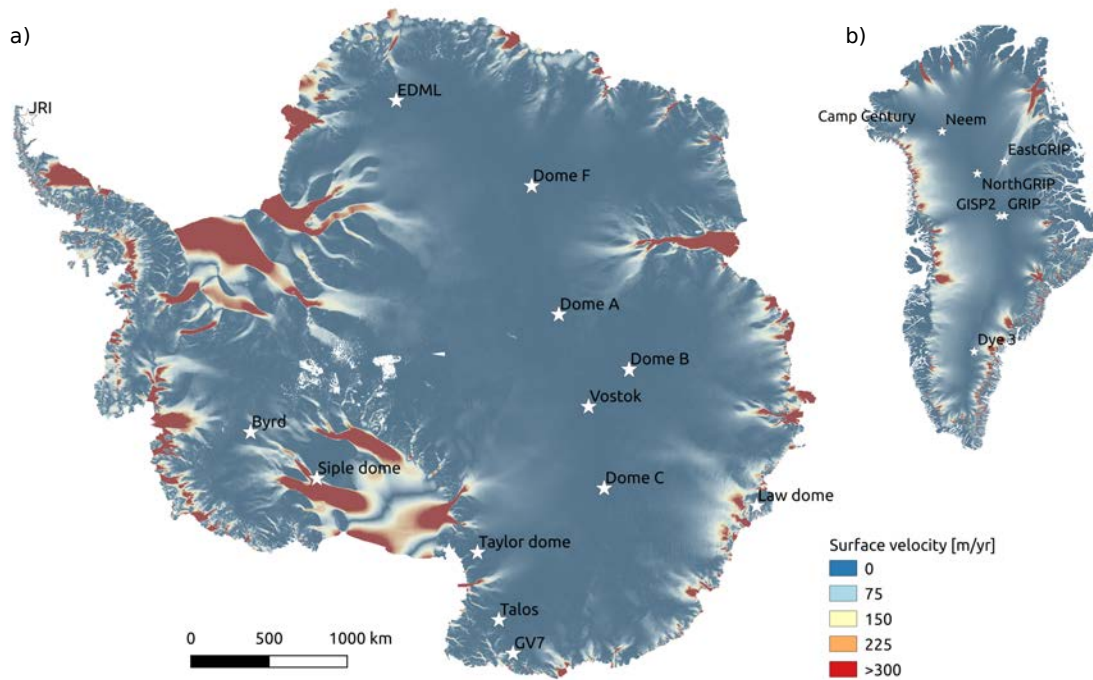 a)
b)
JRI
EDML
Dome F
Dome A
Dome B
Vostok
Byrd
Siple dome
Dome C
Law dome
Taylor dome
Talos
GV7
0 500 1000 km
Camp Century
Neem
EastGRIP
NorthGRIP
GISP2 GRIP
Dye 3
Surface velocity [m/yr]
0
75
150
225
>300